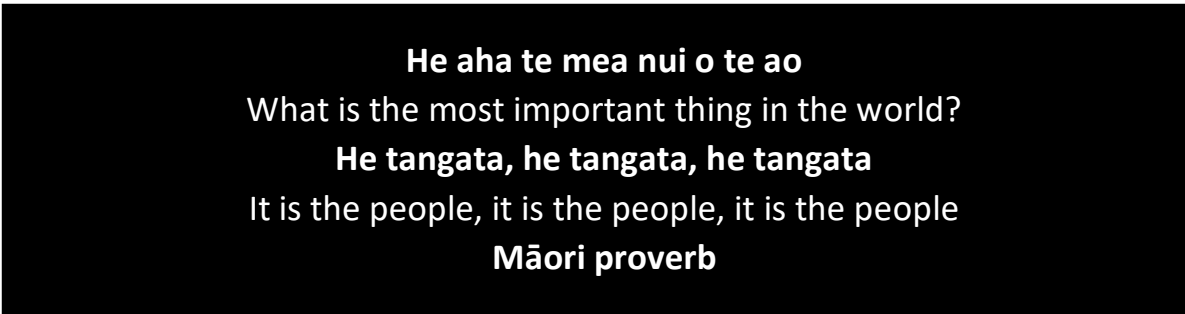 He aha te mea nui o te ao
What is the most important thing in the world?
He tangata, he tangata, he tangata
It is the people, it is the people, it is the people
Māori proverb